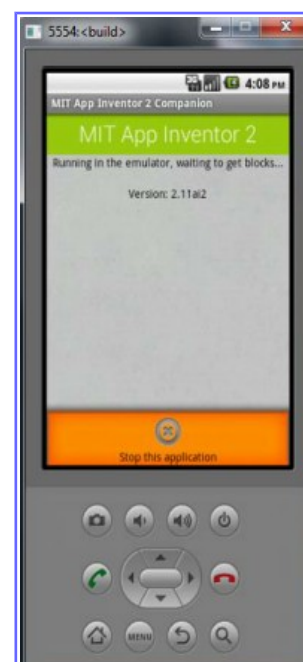 5554:<build>
3G
4:08 PM
MIT App Inventor 2 Companion
MIT App Inventor 2
Running in the emulator, waiting to get blocks...
Version: 2.11ai2
Stop this application
MENU